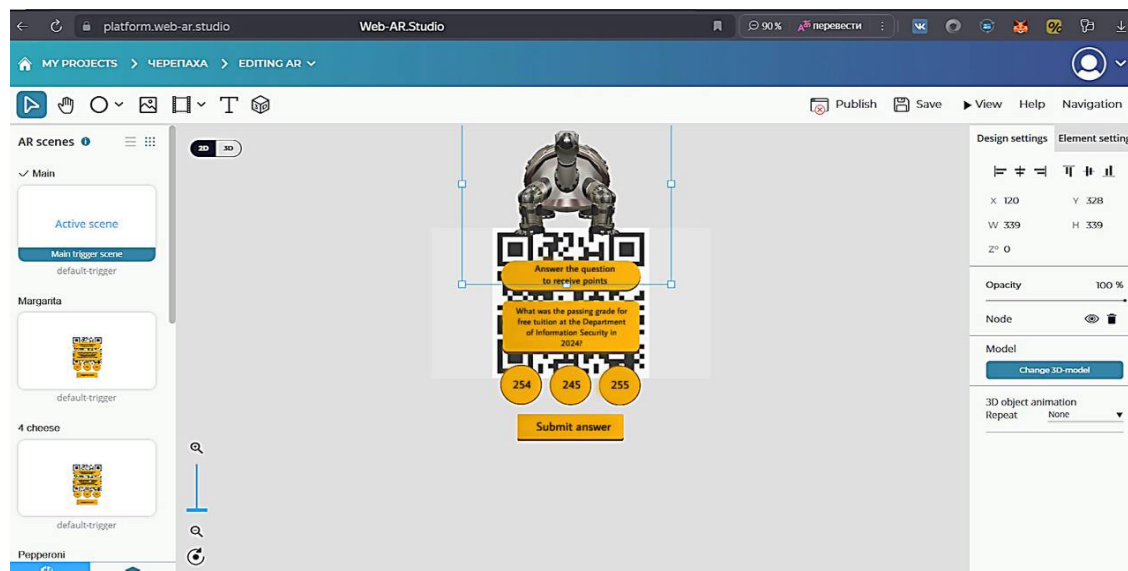 platform.web-ar.studio
Web-AR.Studio
90 %
перевести
MY PROJECTS > ЧЕРЕПАХА > EDITING AR
T
3D
Publish
Save
View
Help
Navigation
AR scenes
Main
Active scene
Main trigger scene
default-trigger
Margarita
default-trigger
4 cheese
default-trigger
Pepperoni
2D
3D
Answer the question
to receive points
What was the passing grade for
free tuition at the Department
of Information Security in
2024?
254
245
255
Submit answer
Design settings
Element setting
X 120
Y 328
W 339
H 339
Z° 0
Opacity
100 %
Node
Model
Change 3D-model
3D object animation
Repeat
None